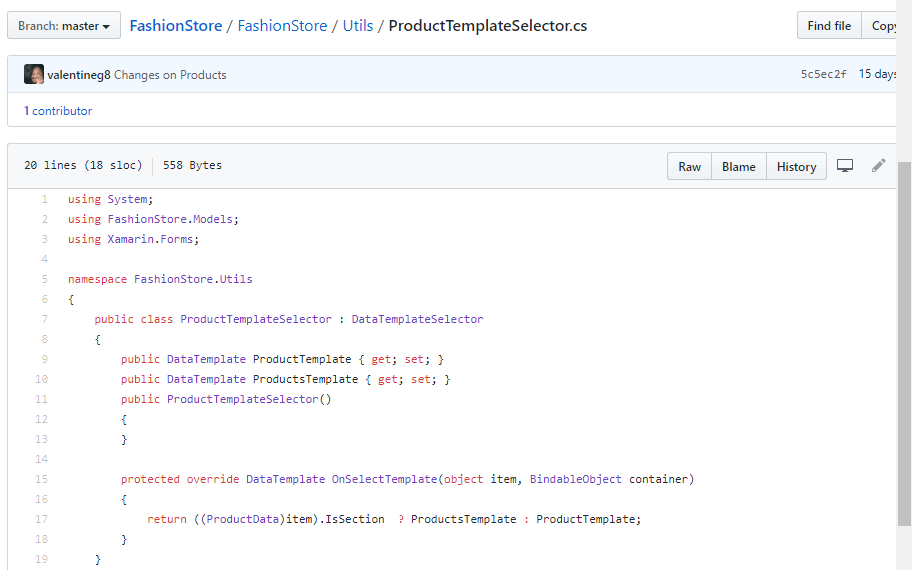 Branch: master FashionStore / FashionStore / Utils / ProductTemplateSelector.cs Find file Copy
valentineg8 Changes on Products 5c5ec2f 15 days
1 contributor
20 lines (18 sloc) 558 Bytes Raw Blame History
1 using System;
2 using FashionStore.Models;
3 using Xamarin.Forms;
4
5 namespace FashionStore.Utils
6 {
7 public class ProductTemplateSelector : DataTemplateSelector
8 {
9 public DataTemplate ProductTemplate { get; set; }
10 public DataTemplate ProductsTemplate { get; set; }
11 public ProductTemplateSelector()
12 {
13 }
14
15 protected override DataTemplate OnSelectTemplate(object item, BindableObject container)
16 {
17 return ((ProductData)item).IsSection ? ProductsTemplate : ProductTemplate;
18 }
19 }